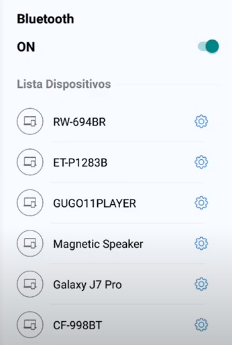 Bluetooth
ON
Lista Dispositivos
RW-694BR
ET-P1283B
GUGO11PLAYER
Magnetic Speaker
Galaxy J7 Pro
CF-998BT